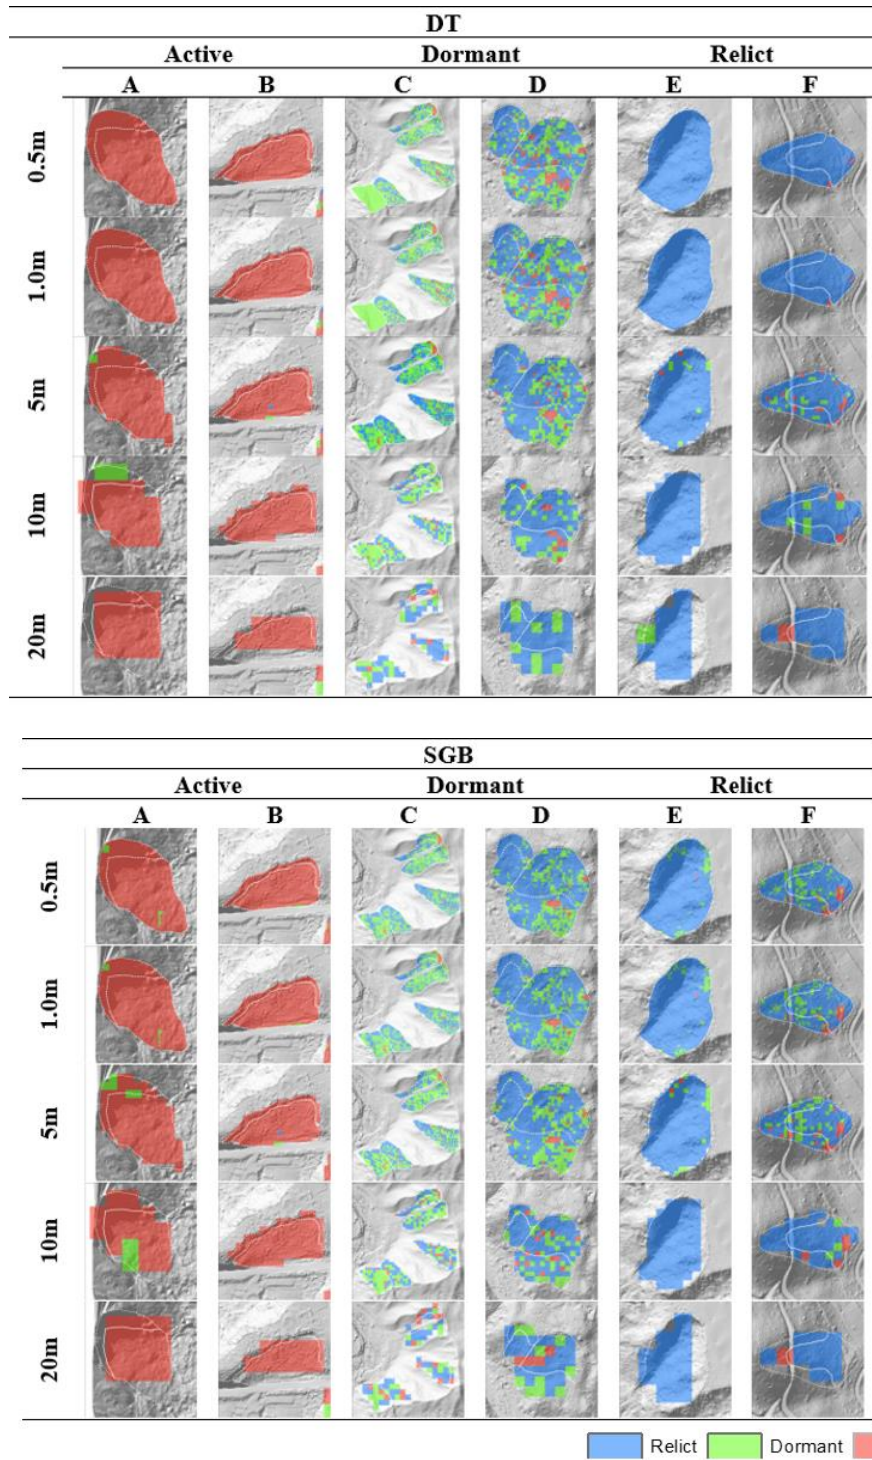 DT
Active Dormant Relict
A B C D E F
0.5m
1.0m
5m
10m
20m
SGB
Active Dormant Relict
A B C D E F
0.5m
1.0m
5m
10m
20m
Relict Dormant